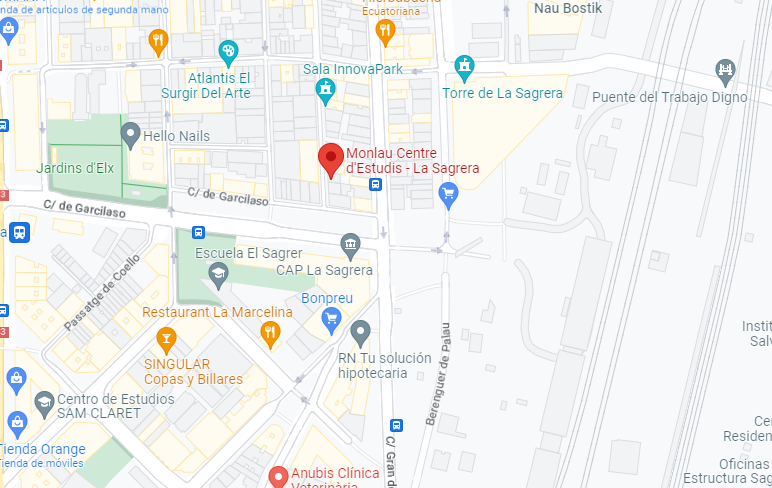 enda de artículos de segunda mano
Ecuatoriana
Nau Bostik
Sala InnovaPark
Atlantis El
Surgir Del Arte
Torre de La Sagrera
Puente del Trabajo Digno
Hello Nails
Monlau Centre
d'Estudis - La Sagrera
Jardins d'Elx
C/ de Garcilaso
C/ de Garcilaso
3
a
Escuela El Sagrer
CAP La Sagrera
Passatge de Coello
Bonpreu
Restaurant La Marcelina
Instit
Salv
RN Tu solución
hipotecaria
3
SINGULAR
Copas y Billares
Berenguer de Palau
Centro de Estudios
SAM CLARET
Cen
Residen
C/ Gran de
Tienda Orange
Tienda de móviles
Oficinas
Estructura Sag
Anubis Clínica
Veterinària